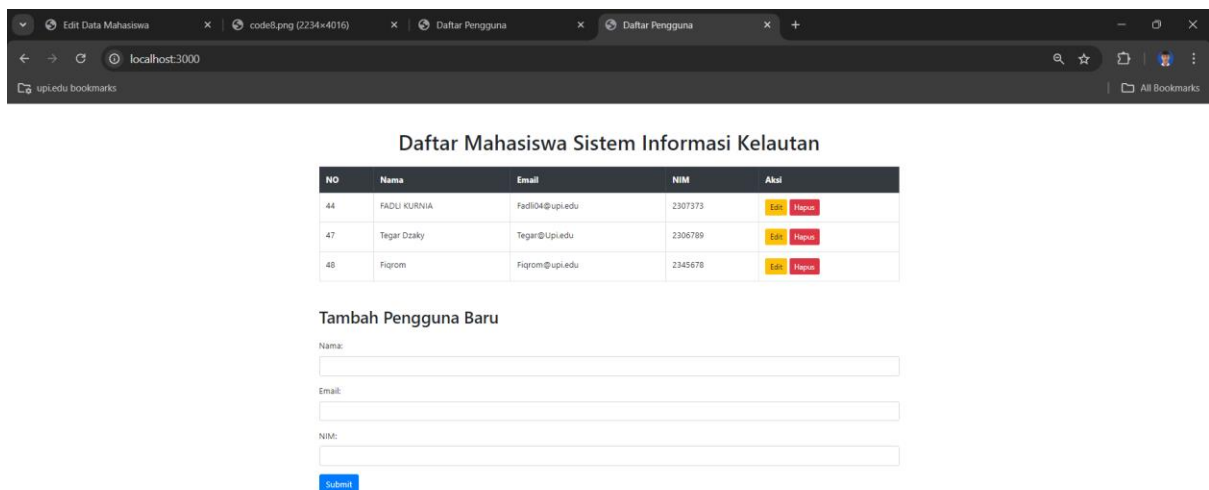 Edit Data Mahasiswa code8.png (2234×4016) Daftar Pengguna Daftar Pengguna
localhost:3000
upi.edu bookmarks All Bookmarks
Daftar Mahasiswa Sistem Informasi Kelautan
NO Nama Email NIM Aksi
44 FADLI KURNIA Fadli04@upi.edu 2307373 Edit Hapus
47 Tegar Dzaky Tegar@Upi.edu 2306789 Edit Hapus
48 Fiqrom Fiqrom@upi.edu 2345678 Edit Hapus
Tambah Pengguna Baru
Nama:
Email:
NIM:
Submit